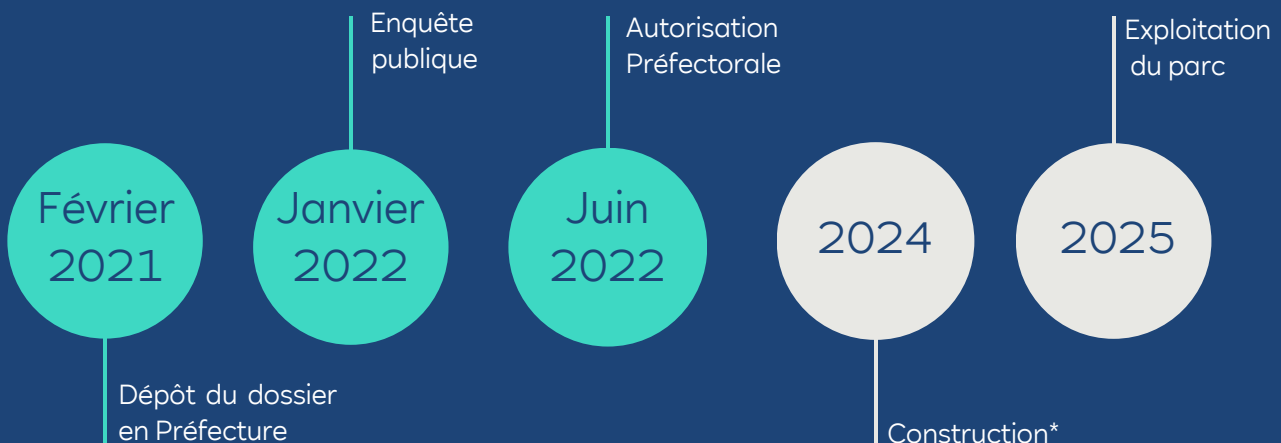 Enquête
publique
Autorisation
Préfectorale
Exploitation
du parc
Février
2021
Janvier
2022
Juin
2022
2024
2025
Dépôt du dossier
en Préfecture
Construction*